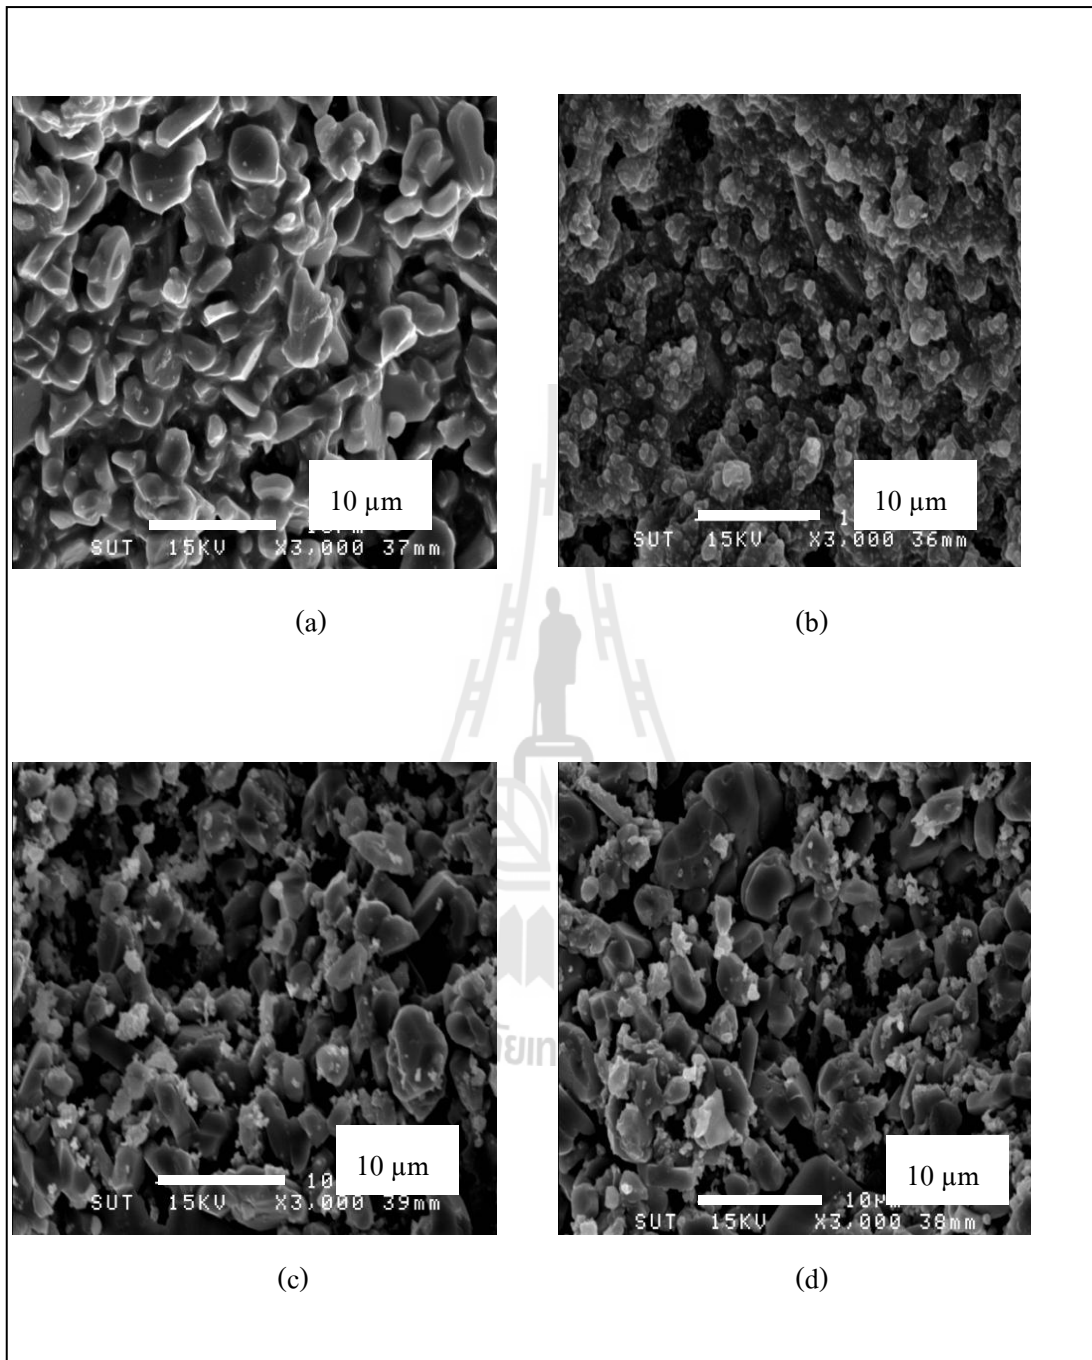 10 µm
SUT 15KV X3,000 37mm
(a)
10 µm
SUT 15KV X3,000 36mm
(b)
10 µm
SUT 15KV X3,000 39mm
(c)
10 µm
10µm
SUT 15KV X3,000 38mm
(d)